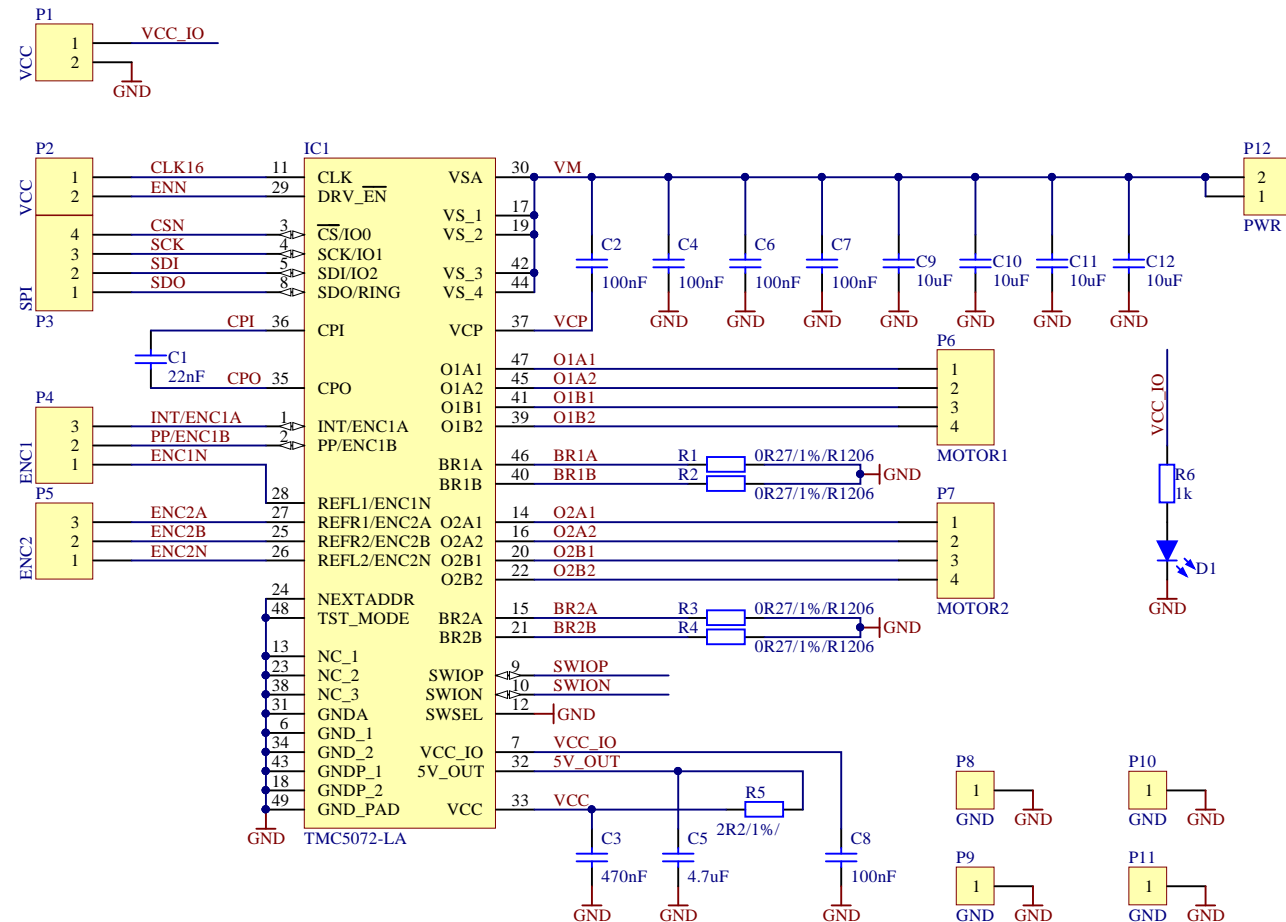 P1
VCC
1 VCC_IO
2
GND
P2
VCC
1 CLK16 11 CLK
2 ENN 29 DRV_EN
4 CSN 3 CS/IO0
3 SCK 4 SCK/IO1
2 SDI 5 SDI/IO2
1 SDO 8 SDO/RING
SPI
P3
IC1
CPI 36 CPI
C1
22nF
CPO 35 CPO
P4
ENC1
3 INT/ENC1A 1 INT/ENC1A
2 PP/ENC1B 2 PP/ENC1B
1 ENC1N 28 REFL1/ENC1N
P5
ENC2
3 ENC2A 27 REFR1/ENC2A
2 ENC2B 25 REFR2/ENC2B
1 ENC2N 26 REFL2/ENC2N
24 NEXTADDR
48 TST_MODE
13 NC_1
23 NC_2
38 NC_3
31 GNDA
6 GND_1
34 GND_2
43 GNDP_1
18 GNDP_2
49 GND_PAD
GND
TMC5072-LA
VSA 30 VM
VS_1 17
VS_2 19
VS_3 42
VS_4 44
VCP 37 VCP
O1A1 47 O1A1
O1A2 45 O1A2
O1B1 41 O1B1
O1B2 39 O1B2
BR1A 46 BR1A R1 0R27/1%/R1206
BR1B 40 BR1B R2 0R27/1%/R1206
GND
O2A1 14 O2A1
O2A2 16 O2A2
O2B1 20 O2B1
O2B2 22 O2B2
BR2A 15 BR2A R3 0R27/1%/R1206
BR2B 21 BR2B R4 0R27/1%/R1206
GND
SWIOP 9 SWIOP
SWION 10 SWION
SWSEL 12 GND
VCC_IO 7 VCC_IO
5V_OUT 32 5V_OUT
VCC 33 VCC
R5
2R2/1%/
C3
470nF
GND
C5
4.7uF
GND
C8
100nF
GND
C2
100nF
C4
100nF
GND
C6
100nF
GND
C7
100nF
GND
C9
10uF
GND
C10
10uF
GND
C11
10uF
GND
C12
10uF
GND
P12
2
1
PWR
P6
1
2
3
4
MOTOR1
P7
1
2
3
4
MOTOR2
VCC_IO
R6
1k
D1
GND
P8
1
GND
GND
P10
1
GND
GND
P9
1
GND
GND
P11
1
GND
GND